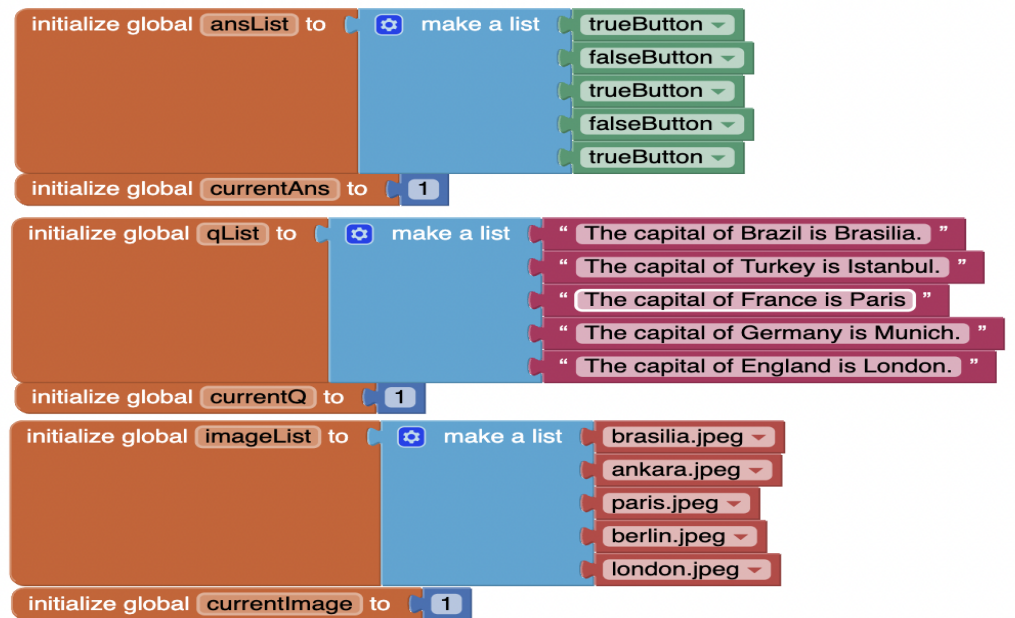 initialize global ansList to make a list trueButton
falseButton
trueButton
falseButton
trueButton
initialize global currentAns to 1
initialize global qList to make a list “ The capital of Brazil is Brasilia. ”
“ The capital of Turkey is Istanbul. ”
“ The capital of France is Paris ”
“ The capital of Germany is Munich. ”
“ The capital of England is London. ”
initialize global currentQ to 1
initialize global imageList to make a list brasilia.jpeg
ankara.jpeg
paris.jpeg
berlin.jpeg
london.jpeg
initialize global currentImage to 1